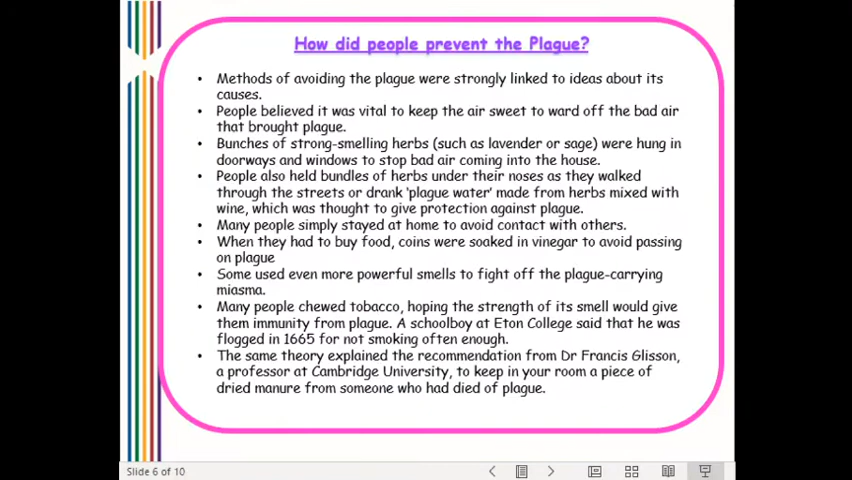 How did people prevent the Plague?
• Methods of avoiding the plague were strongly linked to ideas about its
causes.
• People believed it was vital to keep the air sweet to ward off the bad air
that brought plague.
• Bunches of strong-smelling herbs (such as lavender or sage) were hung in
doorways and windows to stop bad air coming into the house.
• People also held bundles of herbs under their noses as they walked
through the streets or drank 'plague water' made from herbs mixed with
wine, which was thought to give protection against plague.
• Many people simply stayed at home to avoid contact with others.
• When they had to buy food, coins were soaked in vinegar to avoid passing
on plague
• Some used even more powerful smells to fight off the plague-carrying
miasma.
• Many people chewed tobacco, hoping the strength of its smell would give
them immunity from plague. A schoolboy at Eton College said that he was
flogged in 1665 for not smoking often enough.
• The same theory explained the recommendation from Dr Francis Glisson,
a professor at Cambridge University, to keep in your room a piece of
dried manure from someone who had died of plague.
Slide 6 of 10